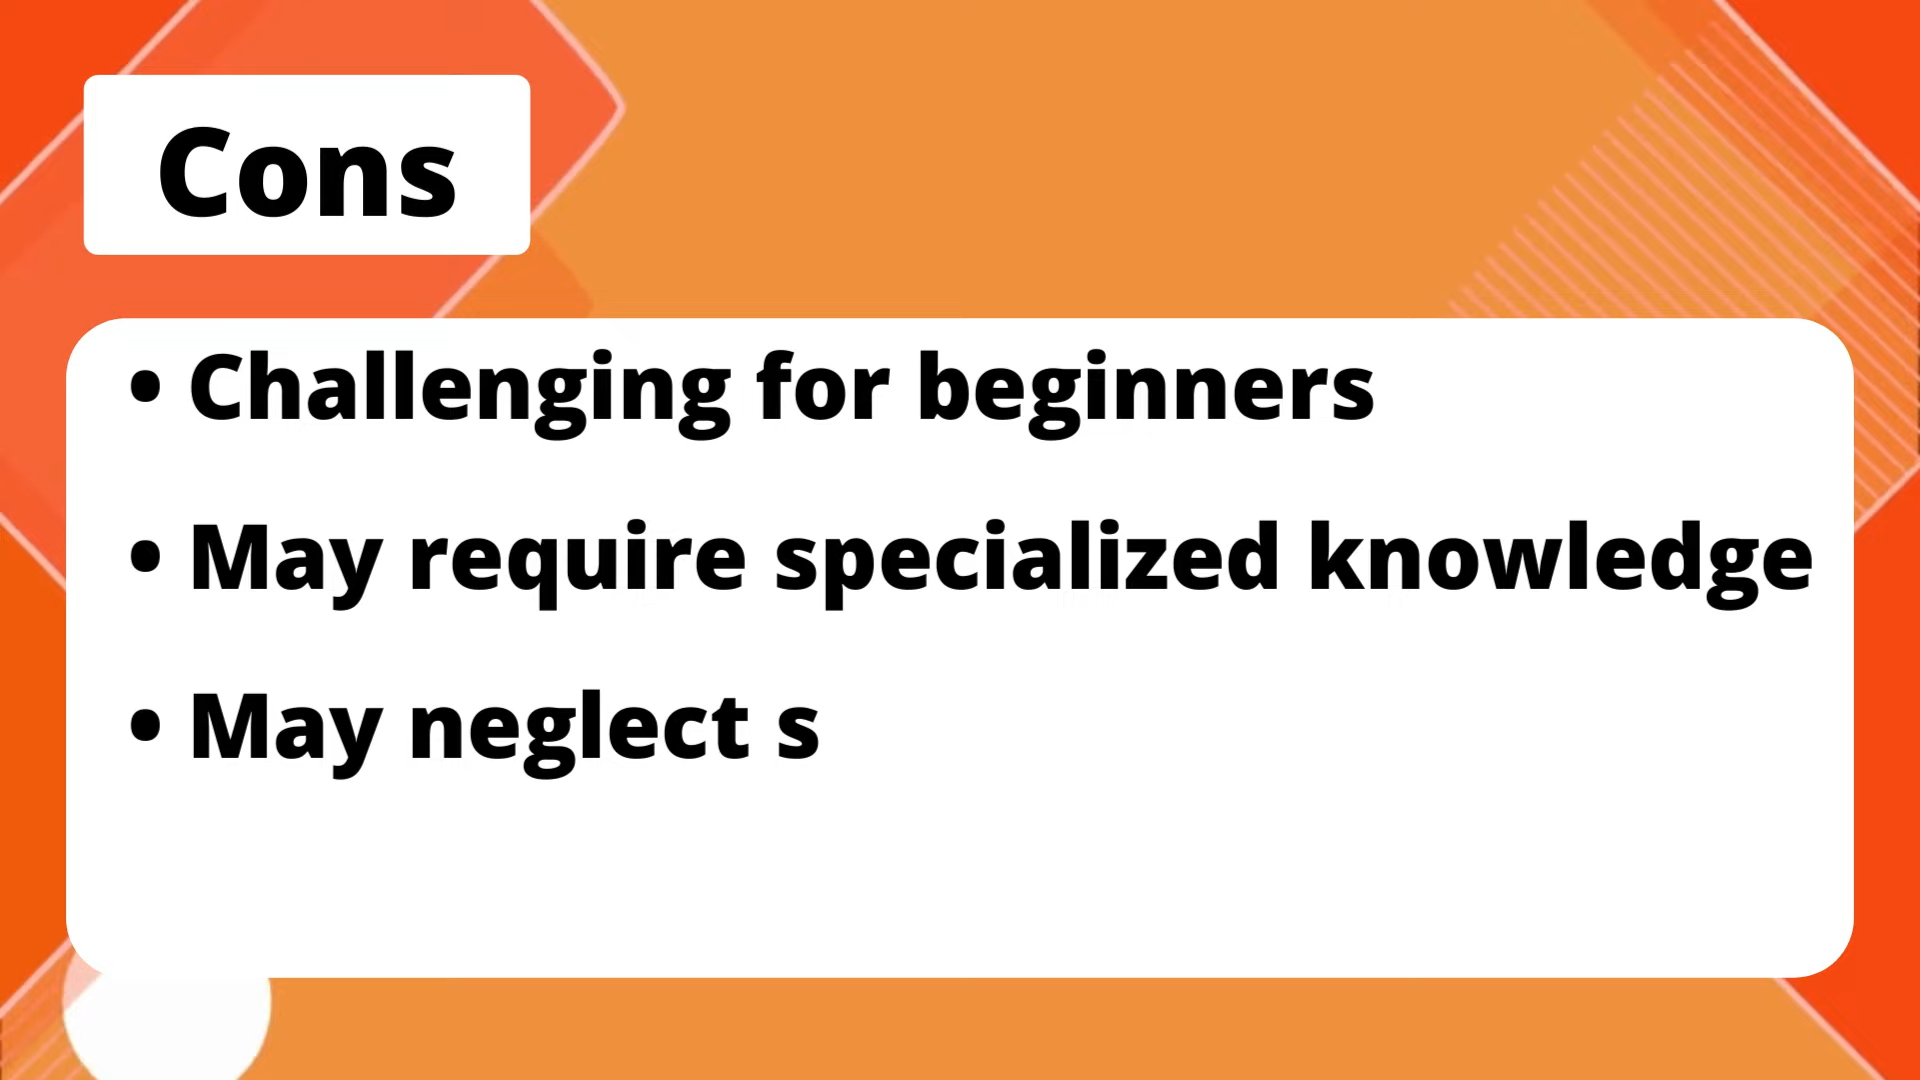 Cons
• Challenging for beginners
• May require specialized knowledge
• May neglect s